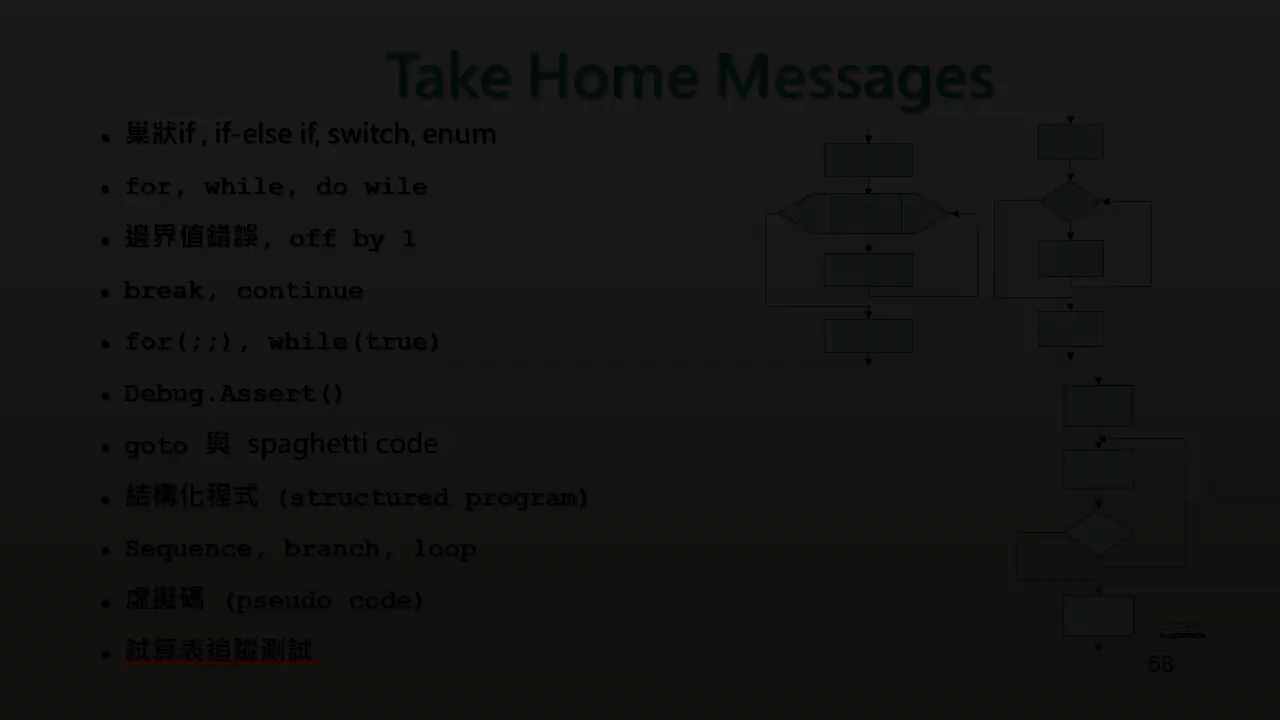 Take Home Messages
巢狀if , if-else if, switch, enum
for, while, do wile
邊界值錯誤, off by 1
break, continue
for(;;), while(true)
Debug.Assert()
goto 與 spaghetti code
結構化程式 (structured program)
Sequence, branch, loop
虛擬碼 (pseudo code)
試算表追蹤測試
68